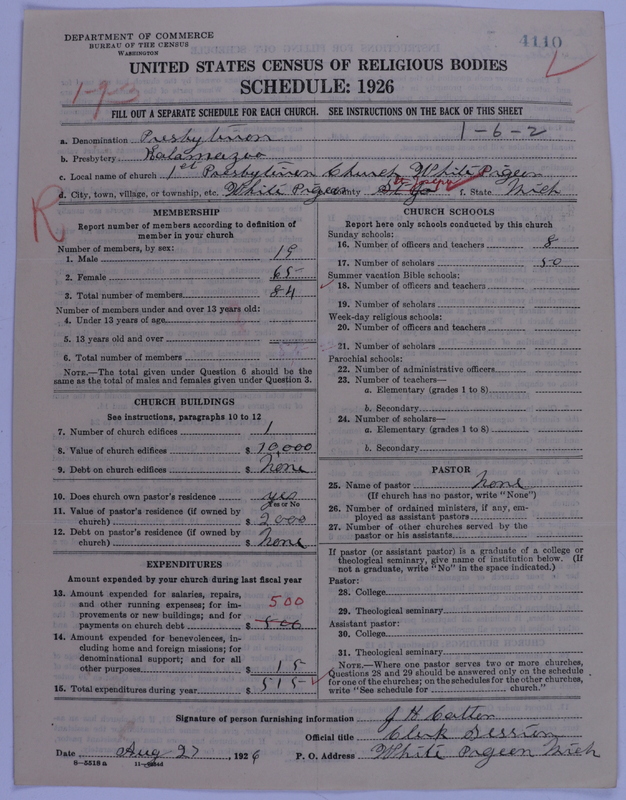 DEPARTMENT OF COMMERCE
BUREAU OF THE CENSUS
WASHINGTON
4110
UNITED STATES CENSUS OF RELIGIOUS BODIES
SCHEDULE: 1926
FILL OUT A SEPARATE SCHEDULE FOR EACH CHURCH. SEE INSTRUCTIONS ON THE BACK OF THIS SHEET
1-6-2
a. Denomination
b. Presbytery Kalamazoo
c. Local name of church 1st Church White Pigeon
d. City, town, village, or township, etc. White Pigeon County f. State Mich
R
MEMBERSHIP
Report number of members according to definition of member in your church
Number of members, by sex:
1. Male 19
2. Female 65
3. Total number of members 84
Number of members under and over 13 years old:
4. Under 13 years of age
5. 13 years old and over
6. Total number of members
NOTE.—The total given under Question 6 should be the same as the total of males and females given under Question 3.
CHURCH BUILDINGS
See instructions, paragraphs 10 to 12
7. Number of church edifices 1
8. Value of church edifices $ 10,000
9. Debt on church edifices $ None
10. Does church own pastor's residence yes
Yes or No
11. Value of pastor's residence (if owned by church) $ 2000
12. Debt on pastor's residence (if owned by church) $ None
EXPENDITURES
Amount expended by your church during last fiscal year
13. Amount expended for salaries, repairs, and other running expenses; for improvements or new buildings; and for payments on church debt 500 $ 500
14. Amount expended for benevolences, including home and foreign missions; for denominational support; and for all other purposes $ 15
15. Total expenditures during year $ 515
CHURCH SCHOOLS
Report here only schools conducted by this church
Sunday schools:
16. Number of officers and teachers 8
17. Number of scholars 50
Summer vacation Bible schools:
18. Number of officers and teachers
19. Number of scholars
Week-day religious schools:
20. Number of officers and teachers
21. Number of scholars
Parochial schools:
22. Number of administrative officers
23. Number of teachers—
a. Elementary (grades 1 to 8)
b. Secondary
24. Number of scholars—
a. Elementary (grades 1 to 8)
b. Secondary
PASTOR
25. Name of pastor None
(If church has no pastor, write "None")
26. Number of ordained ministers, if any, employed as assistant pastors
27. Number of other churches served by the pastor or his assistants
If pastor (or assistant pastor) is a graduate of a college or theological seminary, give name of institution below. (If not a graduate, write "No" in the space indicated.)
Pastor:
28. College
29. Theological seminary
Assistant pastor:
30. College
31. Theological seminary
NOTE.—Where one pastor serves two or more churches, Questions 28 and 29 should be answered only on the schedule for one of the churches; on the schedules for the other churches, write "See schedule for church."
Signature of person furnishing information J H
Official title Clerk Session
Date Aug 27, 1926 P. O. Address White Pigeon Mich
8—5518 a